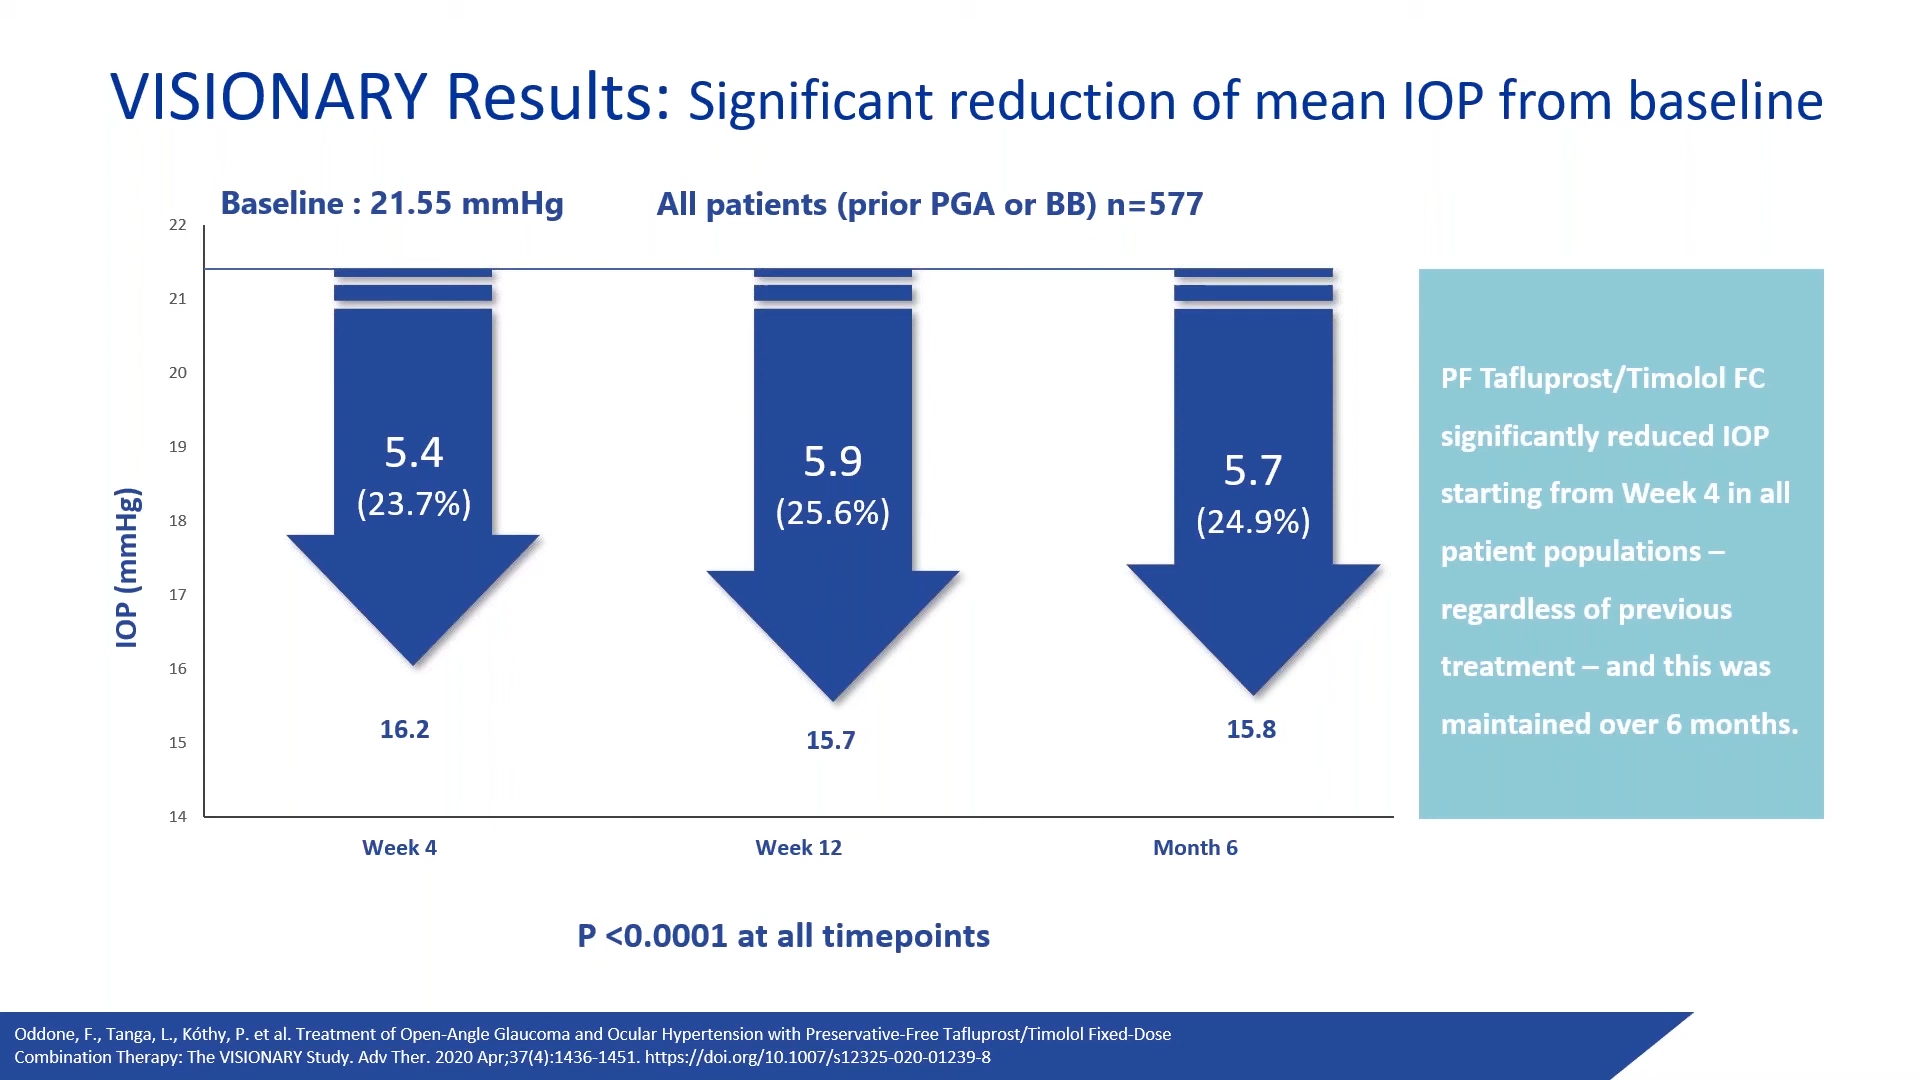 VISIONARY Results: Significant reduction of mean IOP from baseline
Baseline : 21.55 mmHg
All patients (prior PGA or BB) n=577
22
21
20
19
18
17
16
15
14
IOP (mmHg)
5.4
(23.7%)
16.2
5.9
(25.6%)
15.7
5.7
(24.9%)
15.8
Week 4
Week 12
Month 6
P <0.0001 at all timepoints
PF Tafluprost/Timolol FC
significantly reduced IOP
starting from Week 4 in all
patient populations –
regardless of previous
treatment – and this was
maintained over 6 months.
Oddone, F., Tanga, L., Kóthy, P. et al. Treatment of Open-Angle Glaucoma and Ocular Hypertension with Preservative-Free Tafluprost/Timolol Fixed-Dose
Combination Therapy: The VISIONARY Study. Adv Ther. 2020 Apr;37(4):1436-1451. https://doi.org/10.1007/s12325-020-01239-8